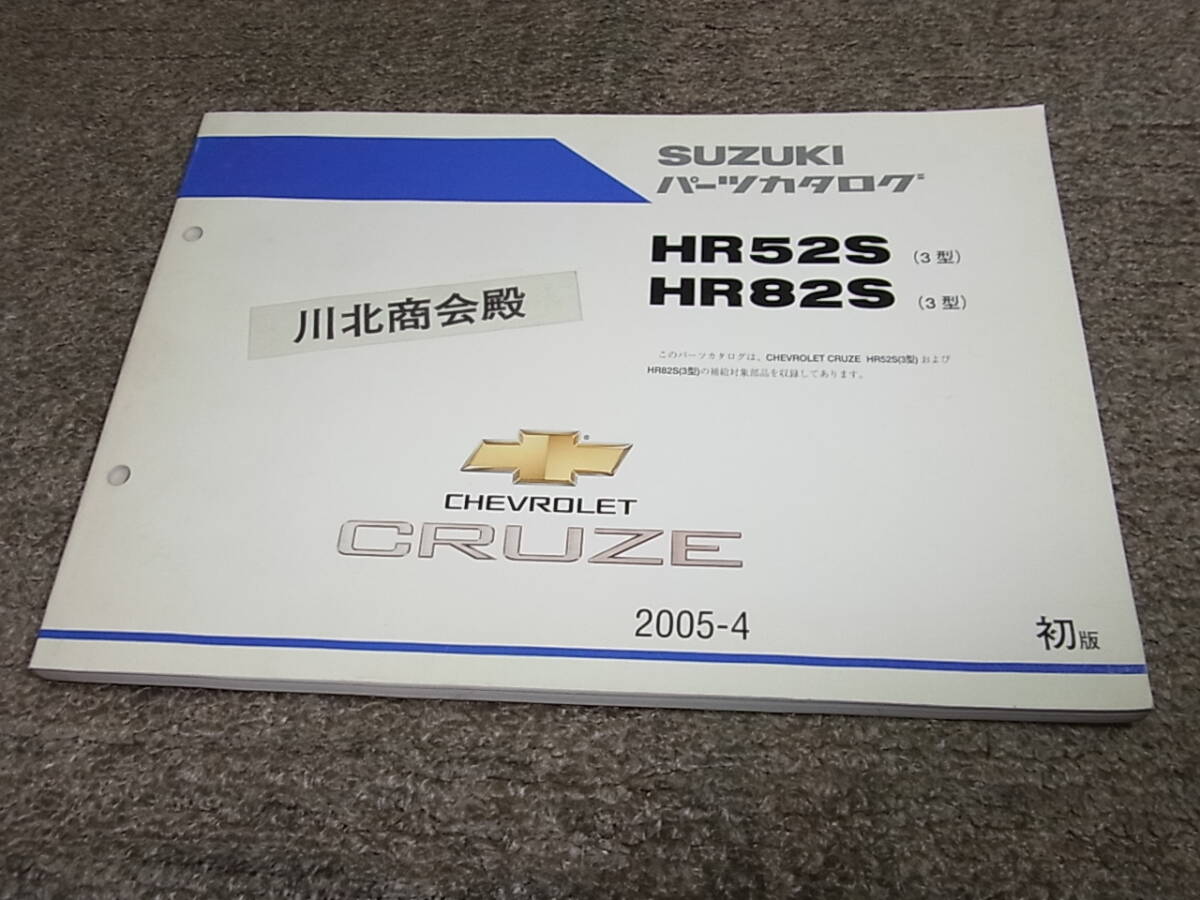 SUZUKI
パーツカタログ
HR52S (3型)
HR82S (3型)
川北商会殿
このパーツカタログは、CHEVROLET CRUZE HR52S(3型) および
HR82S(3型)の補給対象部品を収録してあります。
CHEVROLET
CRUZE
2005-4
初版